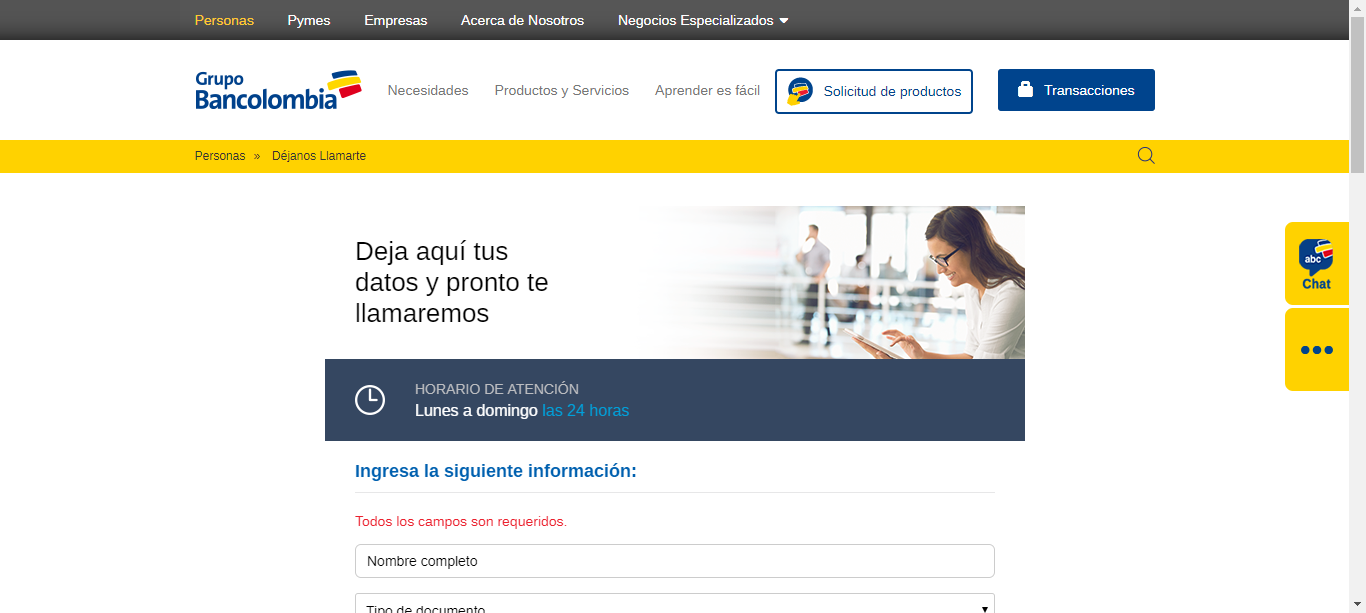 Personas Pymes Empresas Acerca de Nosotros Negocios Especializados
Grupo
Bancolombia
Necesidades Productos y Servicios Aprender es fácil Solicitud de productos Transacciones
Personas » Déjanos Llamarte
Deja aquí tus
datos y pronto te
llamaremos
abc
Chat
HORARIO DE ATENCIÓN
Lunes a domingo las 24 horas
Ingresa la siguiente información:
Todos los campos son requeridos.
Nombre completo
Tipo de documento